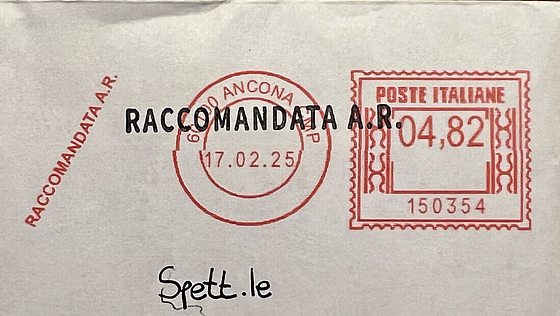 RACCOMANDATA A.R.
RACCOMANDATA A.R.
ANCONA
17.02.25
POSTE ITALIANE
04,82
150354
Spett.le